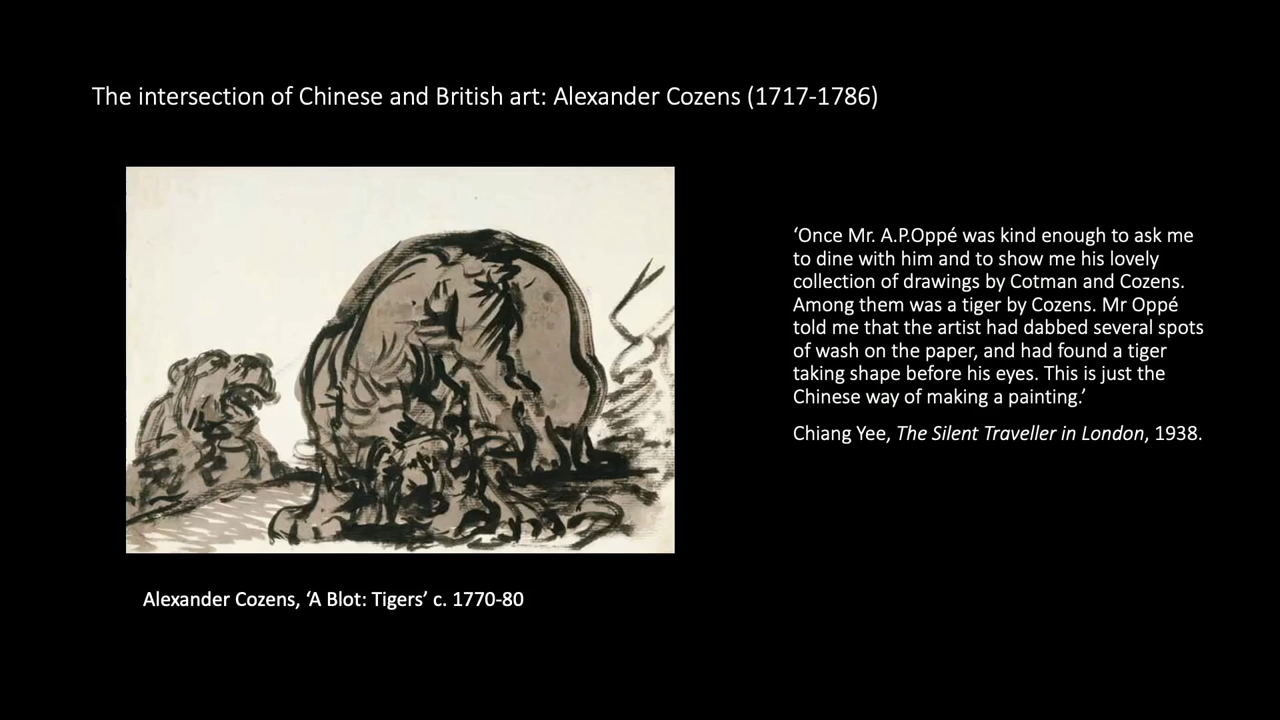 The intersection of Chinese and British art: Alexander Cozens (1717-1786)
‘Once Mr. A.P.Oppé was kind enough to ask me
to dine with him and to show me his lovely
collection of drawings by Cotman and Cozens.
Among them was a tiger by Cozens. Mr Oppé
told me that the artist had dabbed several spots
of wash on the paper, and had found a tiger
taking shape before his eyes. This is just the
Chinese way of making a painting.’
Chiang Yee, The Silent Traveller in London, 1938.
Alexander Cozens, ‘A Blot: Tigers’ c. 1770-80